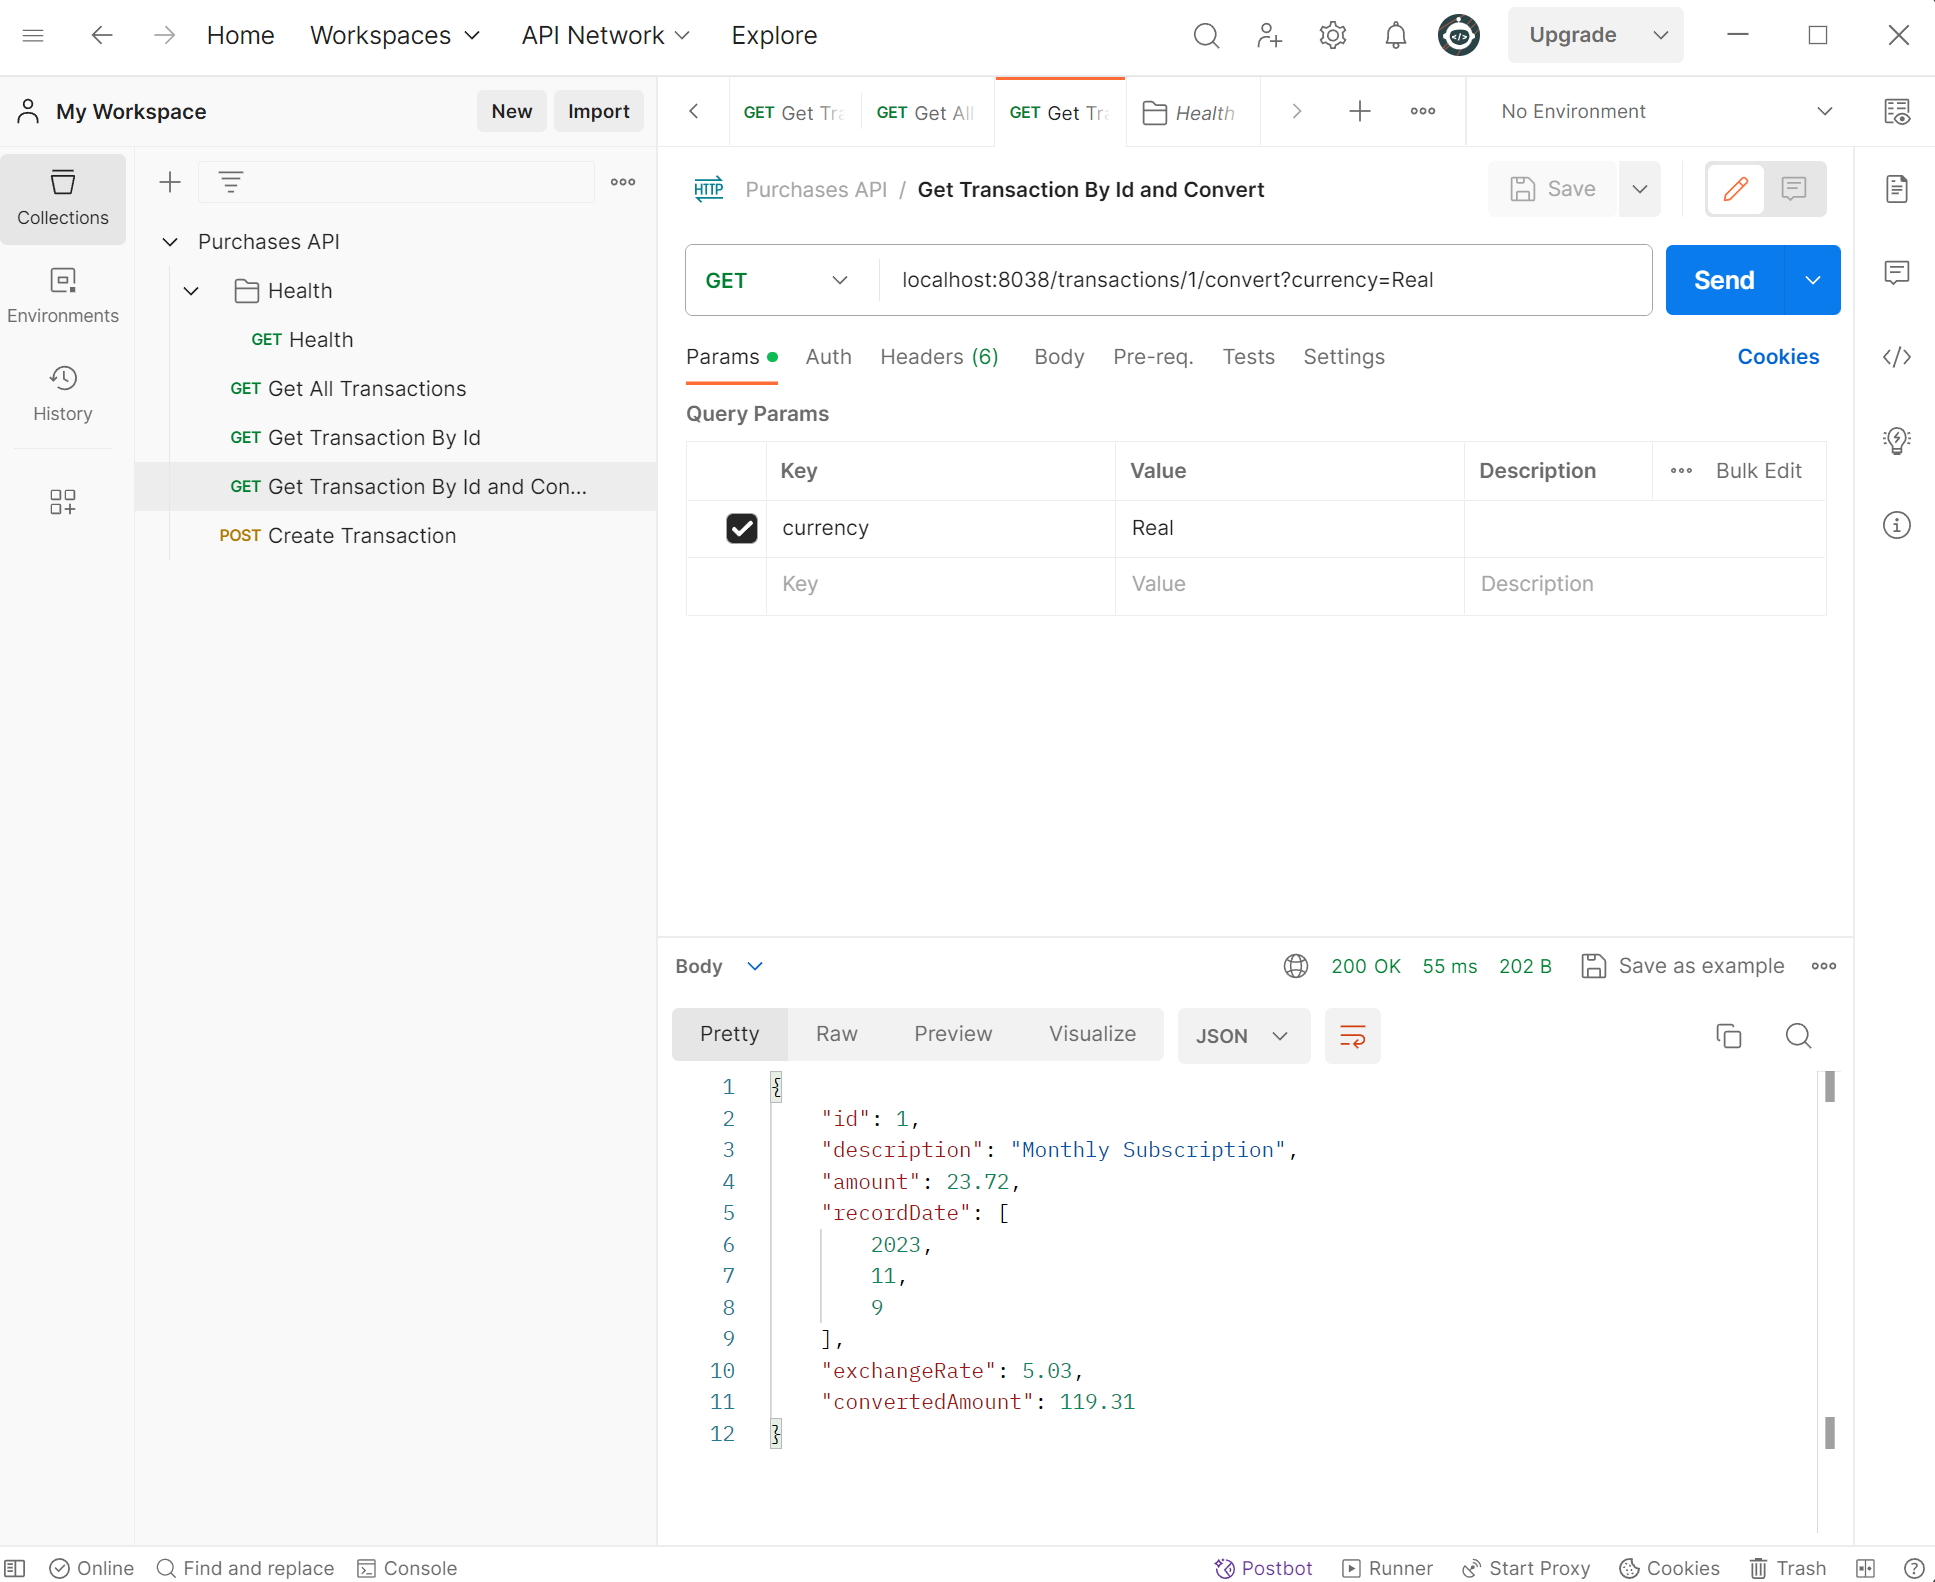 Home Workspaces API Network Explore Upgrade
My Workspace New Import
GET Get Tra GET Get All GET Get Tra Health No Environment
Collections
Environments
History
Purchases API
Health
GET Health
GET Get All Transactions
GET Get Transaction By Id
GET Get Transaction By Id and Con...
POST Create Transaction
HTTP Purchases API / Get Transaction By Id and Convert Save
GET localhost:8038/transactions/1/convert?currency=Real Send
Params Auth Headers (6) Body Pre-req. Tests Settings Cookies
Query Params
Key Value Description Bulk Edit
currency Real
Key Value Description
Body 200 OK 55 ms 202 B Save as example
Pretty Raw Preview Visualize JSON
1 {
2 "id": 1,
3 "description": "Monthly Subscription",
4 "amount": 23.72,
5 "recordDate": [
6 2023,
7 11,
8 9
9 ],
10 "exchangeRate": 5.03,
11 "convertedAmount": 119.31
12 }
Online Find and replace Console Postbot Runner Start Proxy Cookies Trash